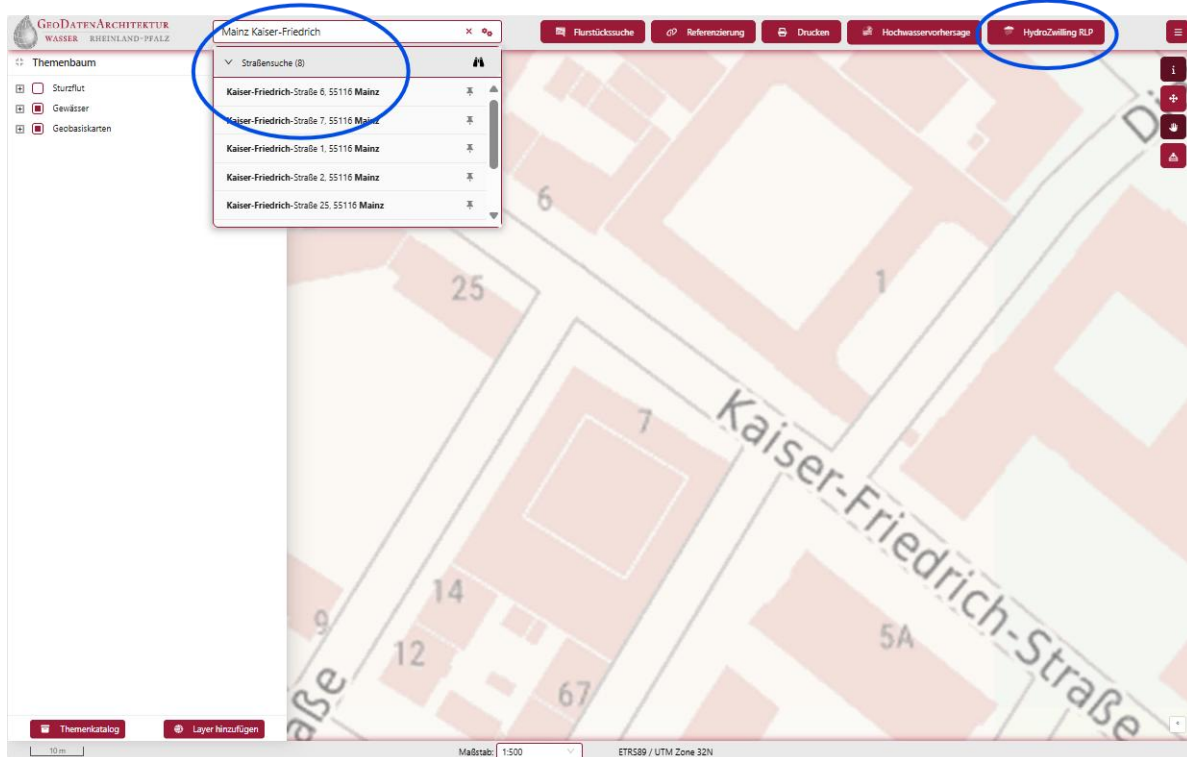 GEODATENARCHITEKTUR
WASSER RHEINLAND-PFALZ
Mainz Kaiser-Friedrich
Flurstückssuche
Referenzierung
Drucken
Hochwasservorhersage
HydroZwilling RLP
Themenbaum
Sturzflut
Gewässer
Geobasiskarten
Straßensuche (8)
Kaiser-Friedrich-Straße 6, 55116 Mainz
Kaiser-Friedrich-Straße 7, 55116 Mainz
Kaiser-Friedrich-Straße 1, 55116 Mainz
Kaiser-Friedrich-Straße 2, 55116 Mainz
Kaiser-Friedrich-Straße 25, 55116 Mainz
i
Di
6
25
1
7
Kaiser-Friedrich-Straße
14
9
12
5A
67
aße
Themenkatalog
Layer hinzufügen
10 m
Maßstab: 1:500
ETRS89 / UTM Zone 32N